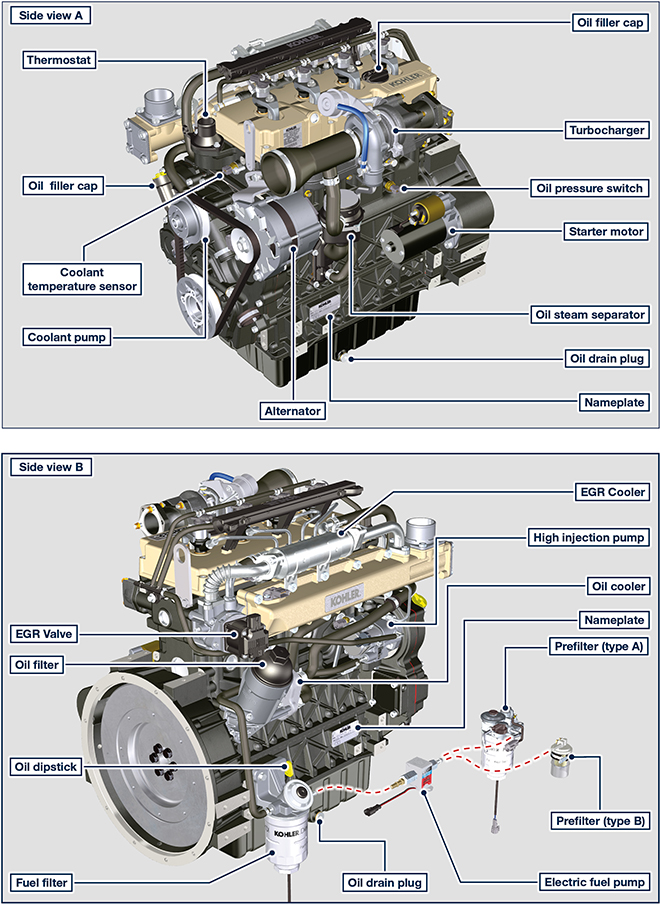 Side view A
Oil filler cap
Thermostat
KOHLER
KOHLER
Turbocharger
Oil filler cap
Oil pressure switch
Starter motor
Coolant
temperature sensor
Oil steam separator
KOHLER
Coolant pump
Oil drain plug
Nameplate
Alternator
Side view B
EGR Cooler
High injection pump
Oil cooler
KOHLER
Nameplate
EGR Valve
Prefilter (type A)
Oil filter
KOHLER
Oil dipstick
Prefilter (type B)
KOHLER
Fuel filter
Oil drain plug
Electric fuel pump